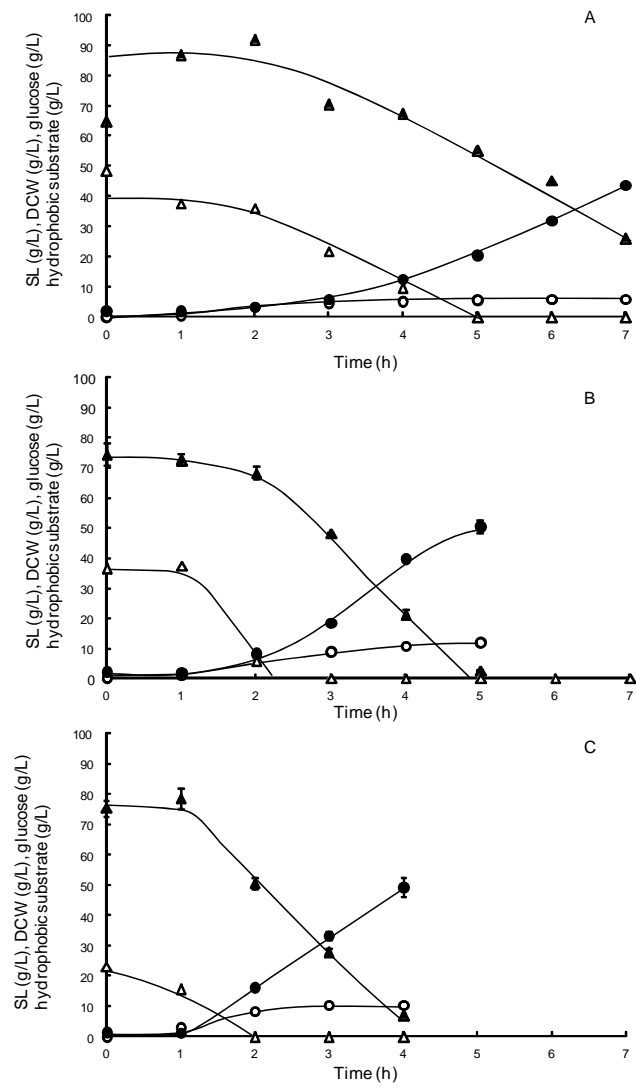 A
SL (g/L), DCW (g/L), glucose (g/L)
hydrophobic substrate (g/L)
100
90
80
70
60
50
40
30
20
10
0
0 1 2 3 4 5 6 7
Time (h)
B
SL (g/L), DCW (g/L), glucose (g/L)
hydrophobic substrate (g/L)
100
90
80
70
60
50
40
30
20
10
0
0 1 2 3 4 5 6 7
Time (h)
C
SL (g/L), DCW (g/L), glucose (g/L)
hydrophobic substrate (g/L)
100
90
80
70
60
50
40
30
20
10
0
0 1 2 3 4 5 6 7
Time (h)